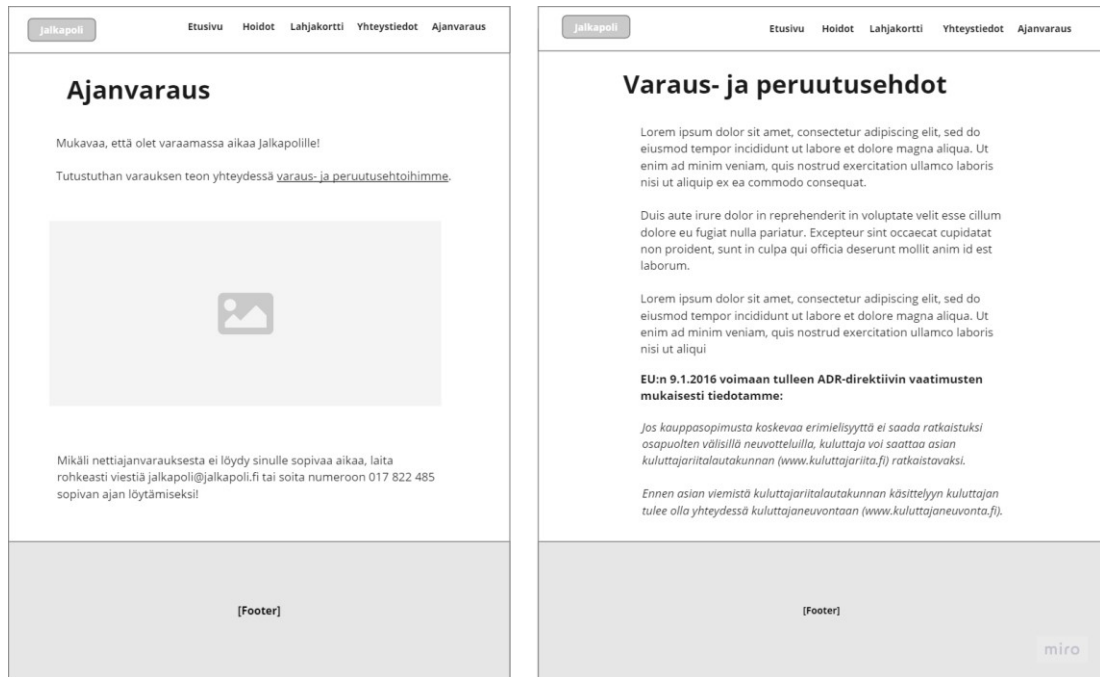 Jalkapoli
Etusivu Hoidot Lahjakortti Yhteystiedot Ajanvaraus
Ajanvaraus
Mukavaa, että olet varaamassa aikaa Jalkapolille!
Tutustuthan varauksen teon yhteydessä varaus- ja peruutusehtoihimme.
Mikäli nettiajanvarauksesta ei löydy sinulle sopivaa aikaa, laita
rohkeasti viestiä jalkapoli@jalkapoli.fi tai soita numeroon 017 822 485
sopivan ajan löytämiseksi!
[Footer]
Jalkapoli
Etusivu Hoidot Lahjakortti Yhteystiedot Ajanvaraus
Varaus- ja peruutusehdot
Lorem ipsum dolor sit amet, consectetur adipiscing elit, sed do
eiusmod tempor incididunt ut labore et dolore magna aliqua. Ut
enim ad minim veniam, quis nostrud exercitation ullamco laboris
nisi ut aliquip ex ea commodo consequat.
Duis aute irure dolor in reprehenderit in voluptate velit esse cillum
dolore eu fugiat nulla pariatur. Excepteur sint occaecat cupidatat
non proident, sunt in culpa qui officia deserunt mollit anim id est
laborum.
Lorem ipsum dolor sit amet, consectetur adipiscing elit, sed do
eiusmod tempor incididunt ut labore et dolore magna aliqua. Ut
enim ad minim veniam, quis nostrud exercitation ullamco laboris
nisi ut aliqui
EU:n 9.1.2016 voimaan tulleen ADR-direktiivin vaatimusten
mukaisesti tiedotamme:
Jos kauppasopimusta koskevaa erimielisyyttä ei saada ratkaistuksi
osapuolten välisillä neuvotteluilla, kuluttaja voi saattaa asian
kuluttajariitalautakunnan (www.kuluttajariita.fi) ratkaistavaksi.
Ennen asian viemistä kuluttajariitalautakunnan käsittelyyn kuluttajan
tulee olla yhteydessä kuluttajaneuvontaan (www.kuluttajaneuvonta.fi).
[Footer]
miro